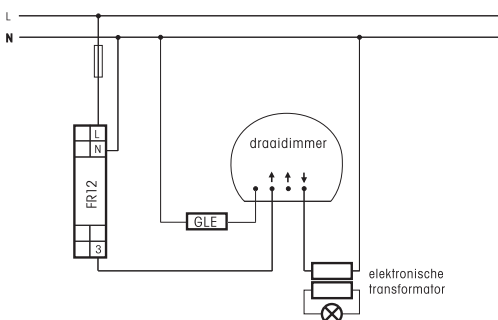 L
N
L
N
draaidimmer
FR12
GLE
3
elektronische
transformator